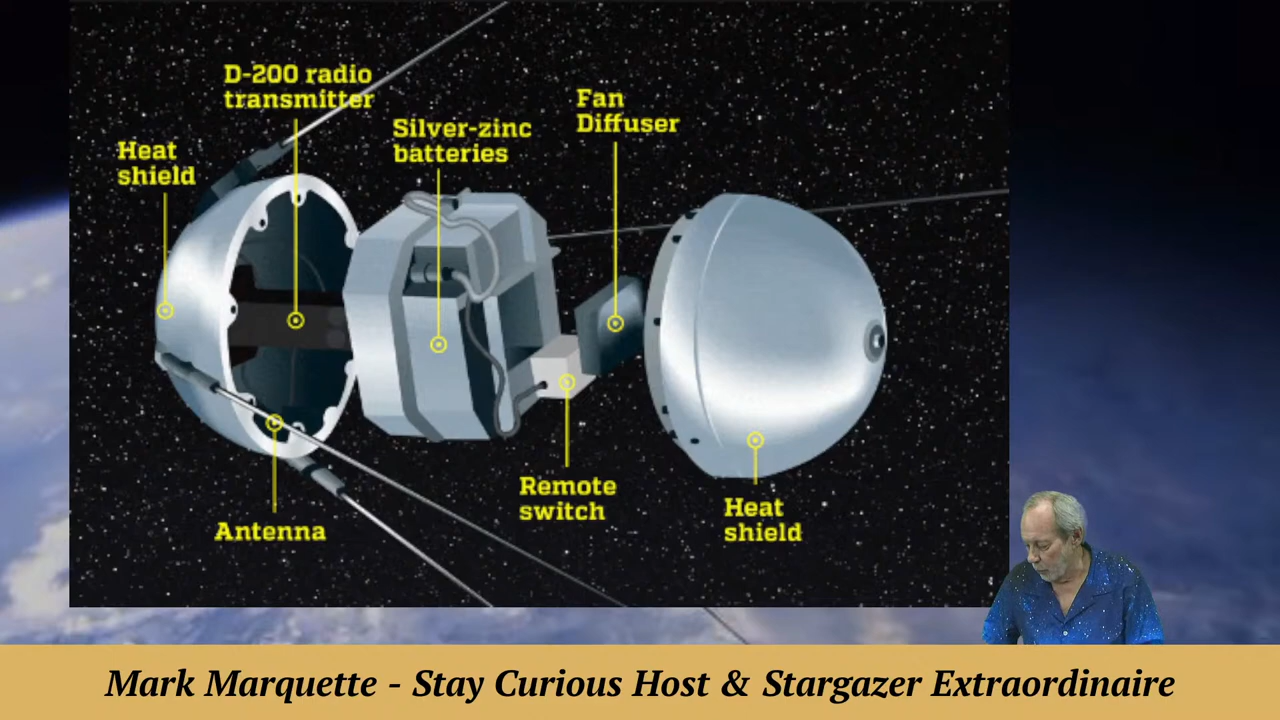 D-200 radio
transmitter
Fan
Diffuser
Silver-zinc
batteries
Heat
shield
Remote
switch
Heat
shield
Antenna
Mark Marquette - Stay Curious Host & Stargazer Extraordinaire